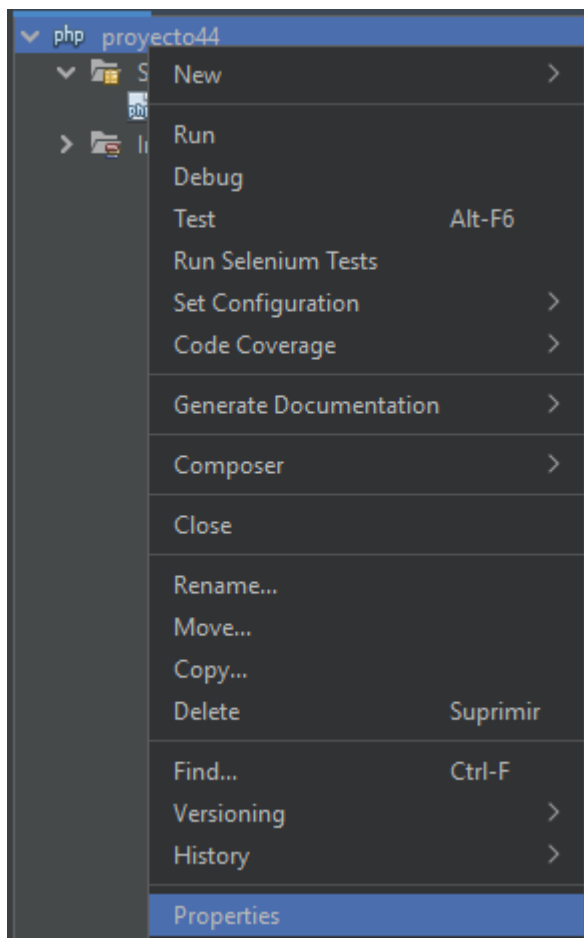 php proyecto44
S
New
php
Run
Debug
Test Alt-F6
Run Selenium Tests
Set Configuration
Code Coverage
Generate Documentation
Composer
Close
Rename...
Move...
Copy...
Delete Suprimir
Find... Ctrl-F
Versioning
History
Properties